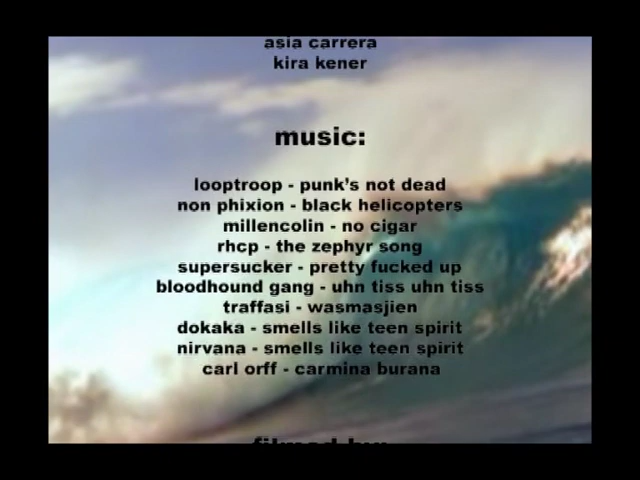 asia carrera
kira kener
music:
looptroop - punk's not dead
non phixion - black helicopters
millencolin - no cigar
rhcp - the zephyr song
supersucker - pretty fucked up
bloodhound gang - uhn tiss uhn tiss
traffasi - wasmasjien
dokaka - smells like teen spirit
nirvana - smells like teen spirit
carl orff - carmina burana
filmed by: